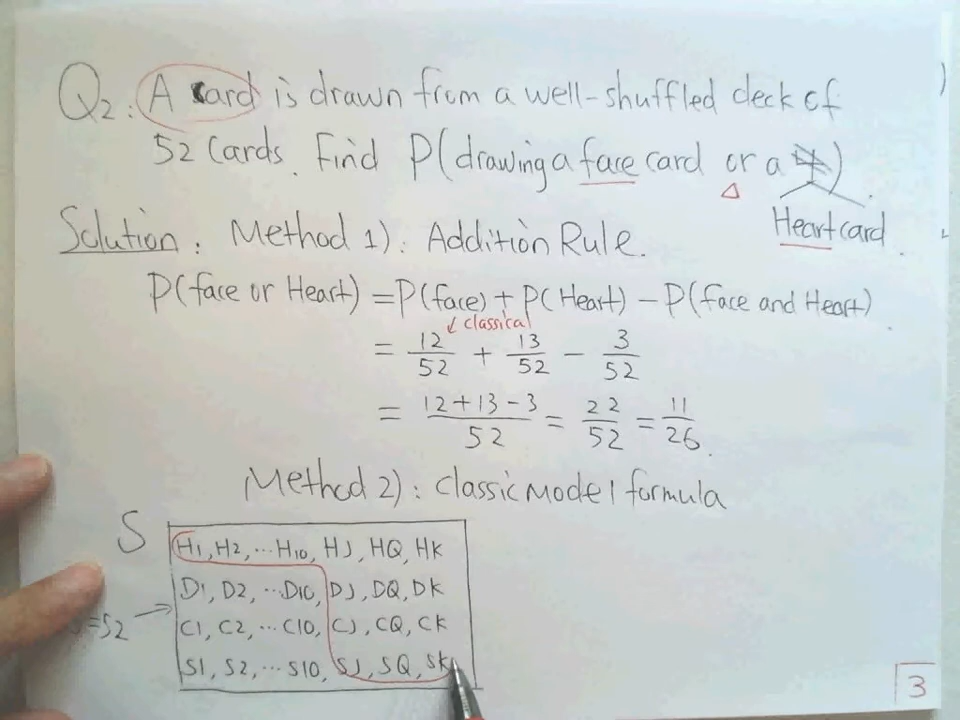 Q2: A Card is drawn from a well-shuffled deck of
52 Cards. Find P(drawing a face card or a
Heart card.
Solution: Method 1): Addition Rule.
P(face or Heart) = P(face) + P(Heart) - P(face and Heart).
classical
= 12/52 + 13/52 - 3/52
= 12+13-3/52 = 22/52 = 11/26.
Method 2): Classic Model formula
S
H1, H2, ...H10, HJ, HQ, HK
D1, D2, ...D10, DJ, DQ, DK
=52
C1, C2, ...C10, CJ, CQ, CK
S1, S2, ...S10, SJ, SQ, SK
3